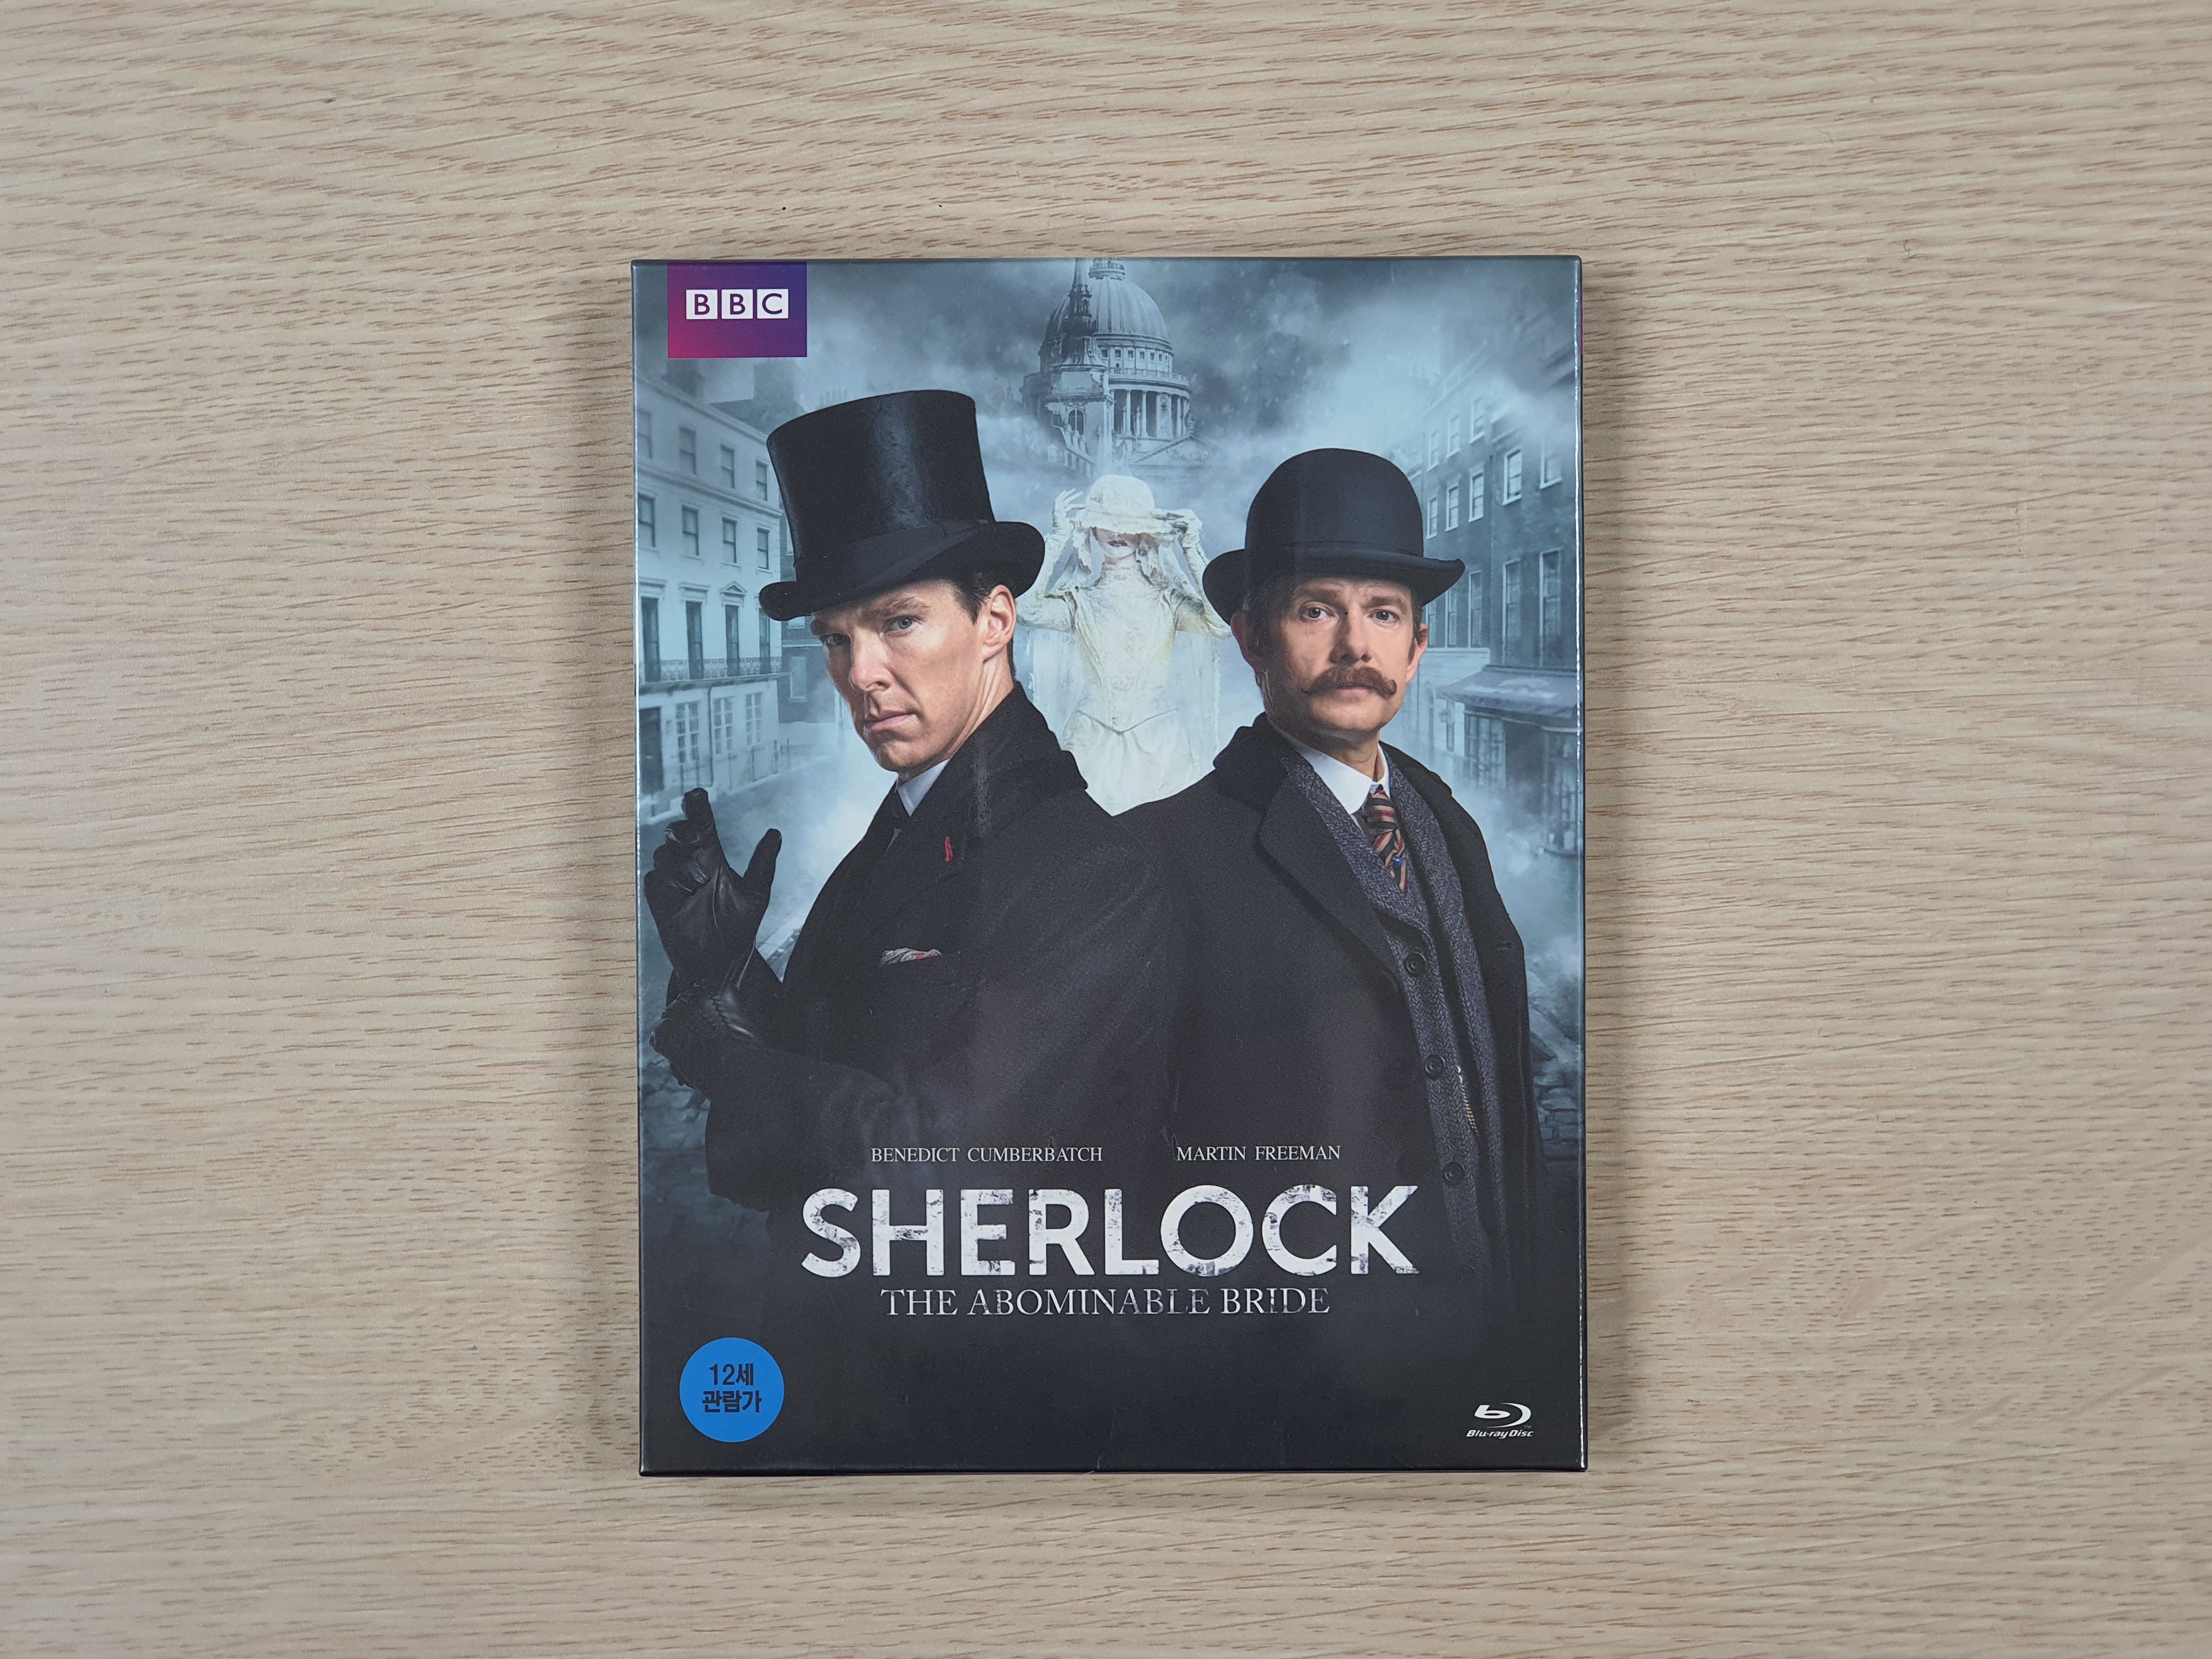 BBC
BENEDICT CUMBERBATCH MARTIN FREEMAN
SHERLOCK
THE ABOMINABLE BRIDE
12세
관람가
Blu-ray Disc